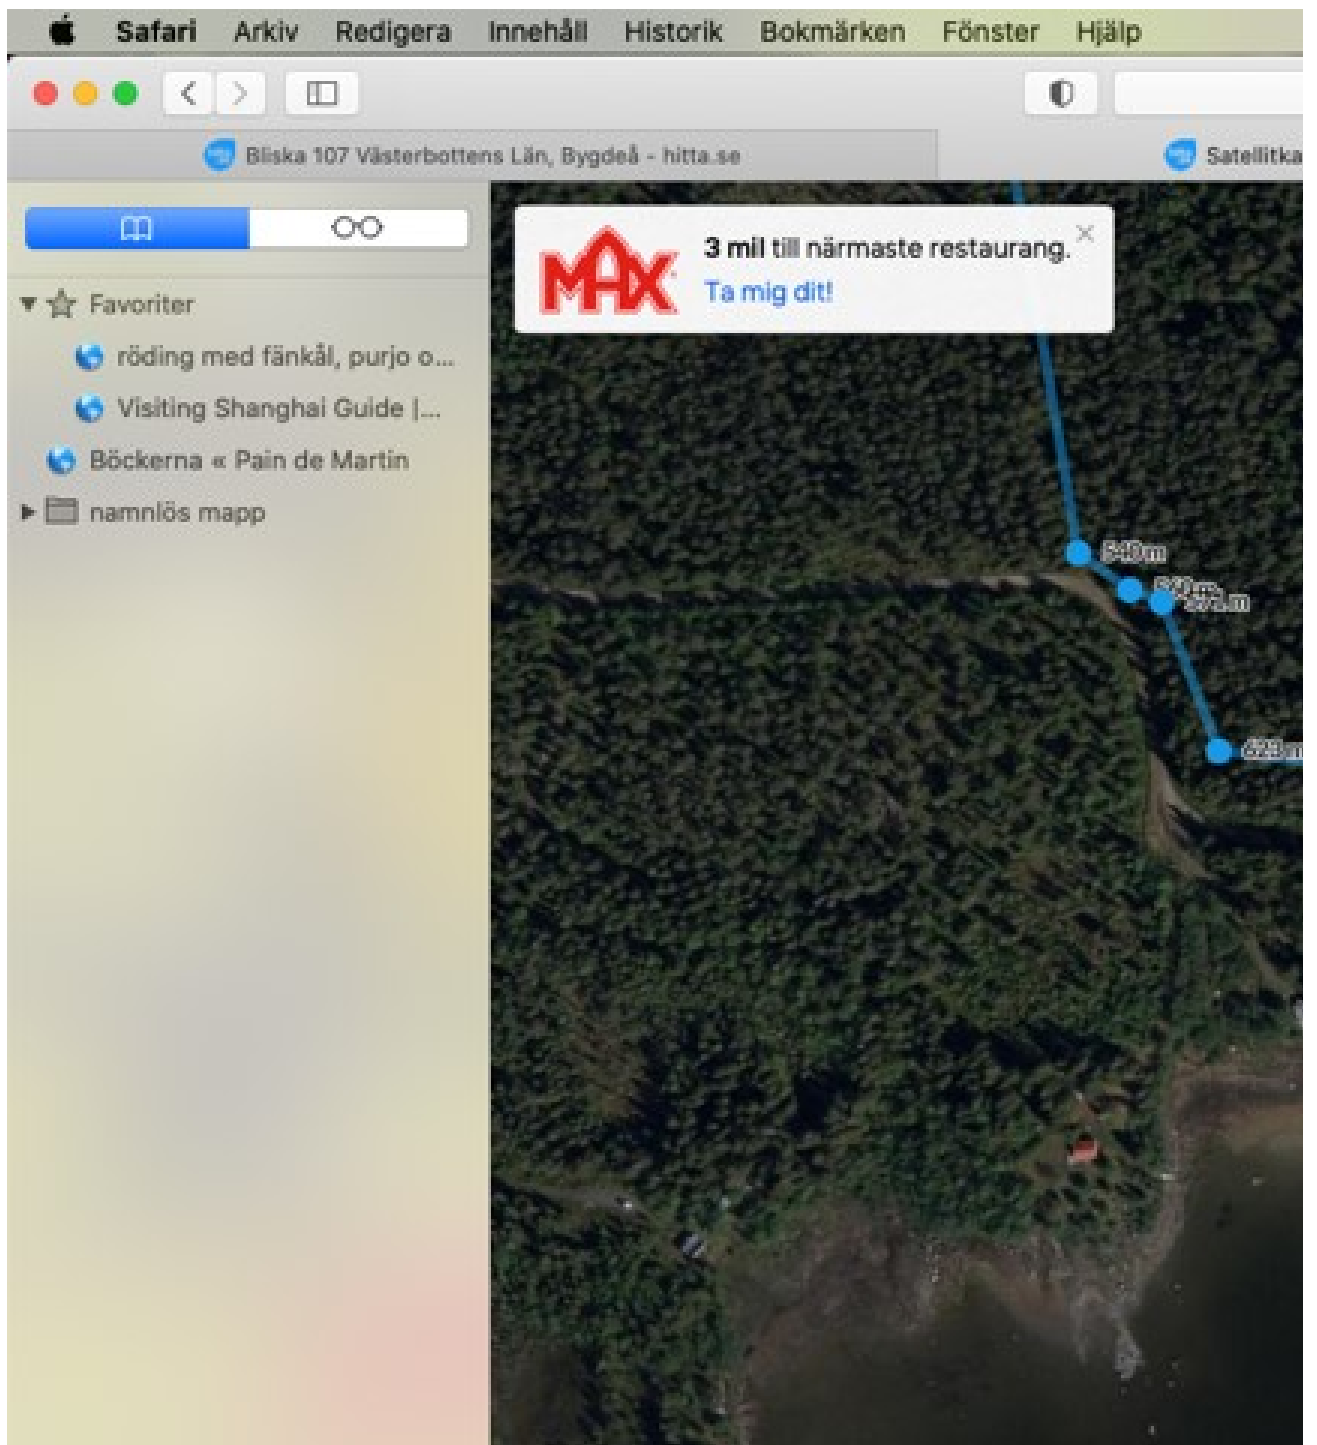 Safari Arkiv Redigera Innehåll Historik Bokmärken Fönster Hjälp
Bliska 107 Västerbottens Län, Bygdeå - hitta.se
Satellitka
MAX
3 mil till närmaste restaurang.
Ta mig dit!
Favoriter
röding med fänkål, purjo o...
Visiting Shanghai Guide |...
Böckerna « Pain de Martin
namnlös mapp
540 m
623 m